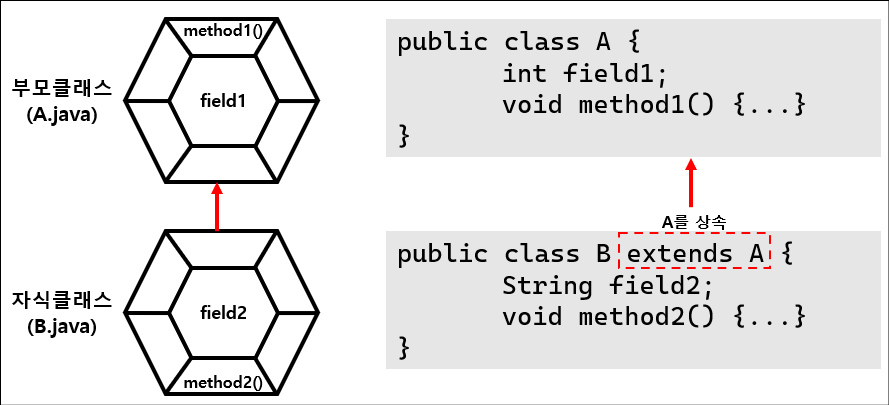 method1()
부모클래스
(A.java)
field1
public class A {
int field1;
void method1() {...}
}
A를 상속
자식클래스
(B.java)
field2
method2()
public class B extends A {
String field2;
void method2() {...}
}